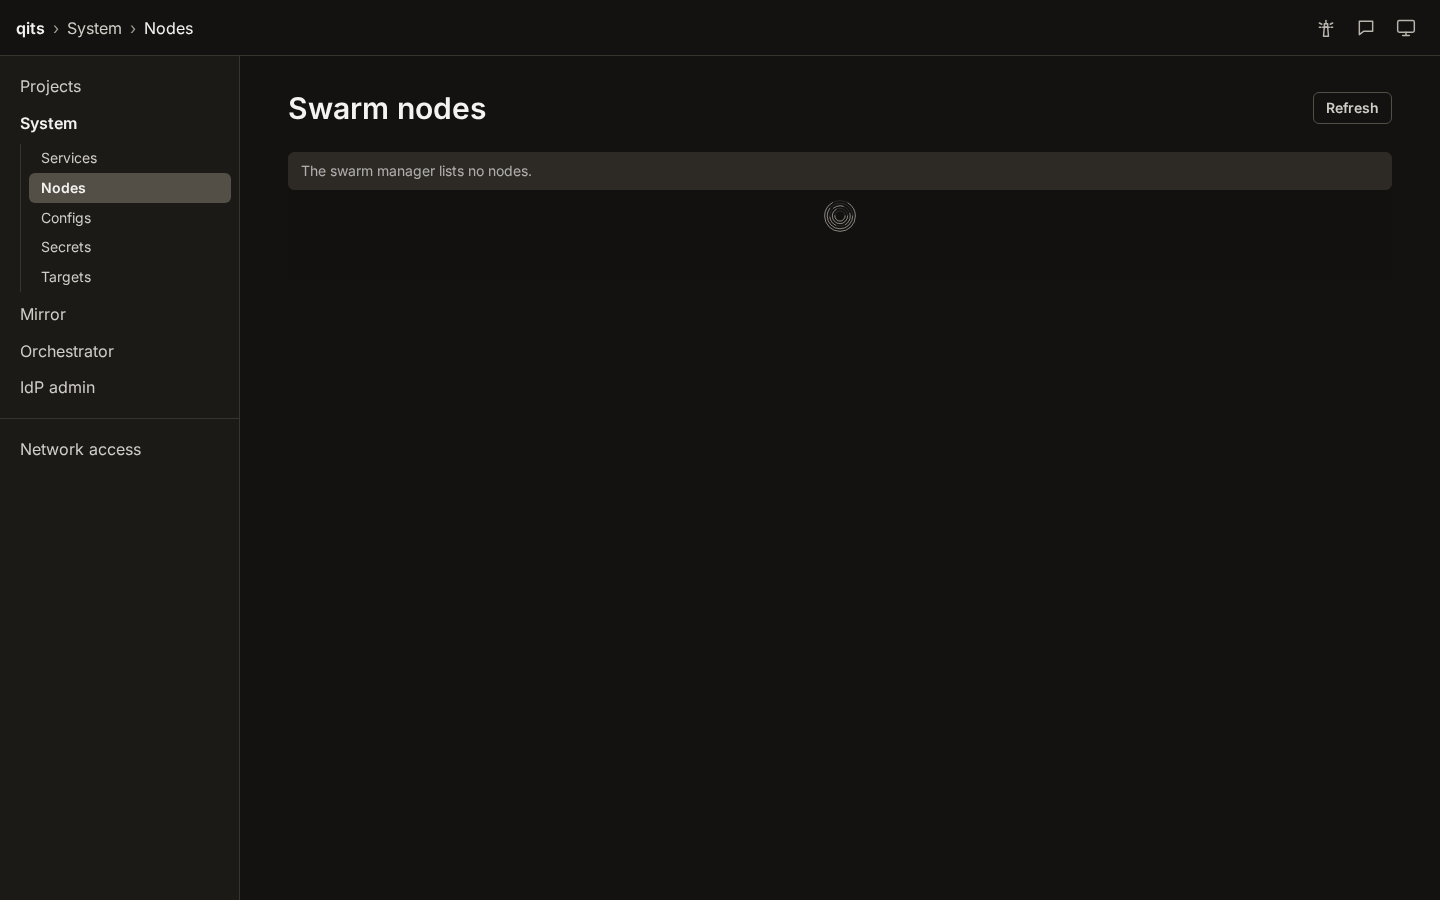 qits › System › Nodes
Projects
System
Services
Nodes
Configs
Secrets
Targets
Mirror
Orchestrator
IdP admin
Network access
Swarm nodes
Refresh
The swarm manager lists no nodes.